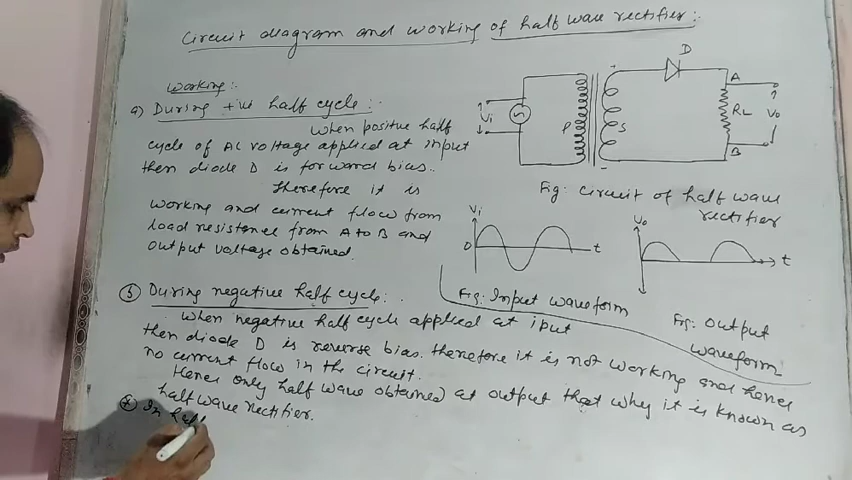 Circuit diagram and working of half wave rectifier:
Working:
a) During +ive half cycle:
When positive half
cycle of AC voltage applied at input
then diode D is forward bias.
Therefore it is
working and current flow from
load resistance from A to B and
output voltage obtained.
Vi
P
S
+
-
D
A
RL
Vo
B
Fig: Circuit of half wave
rectifier
Vi
0
t
Fig: Input waveform
Vo
t
Fig: Output
waveform
b) During negative half cycle:
When negative half cycle applied at iput
then diode D is reverse bias. therefore it is not working and hence
no current flow in the circuit.
Hence only half wave obtained at output that why it is known as
half wave rectifier.
In half